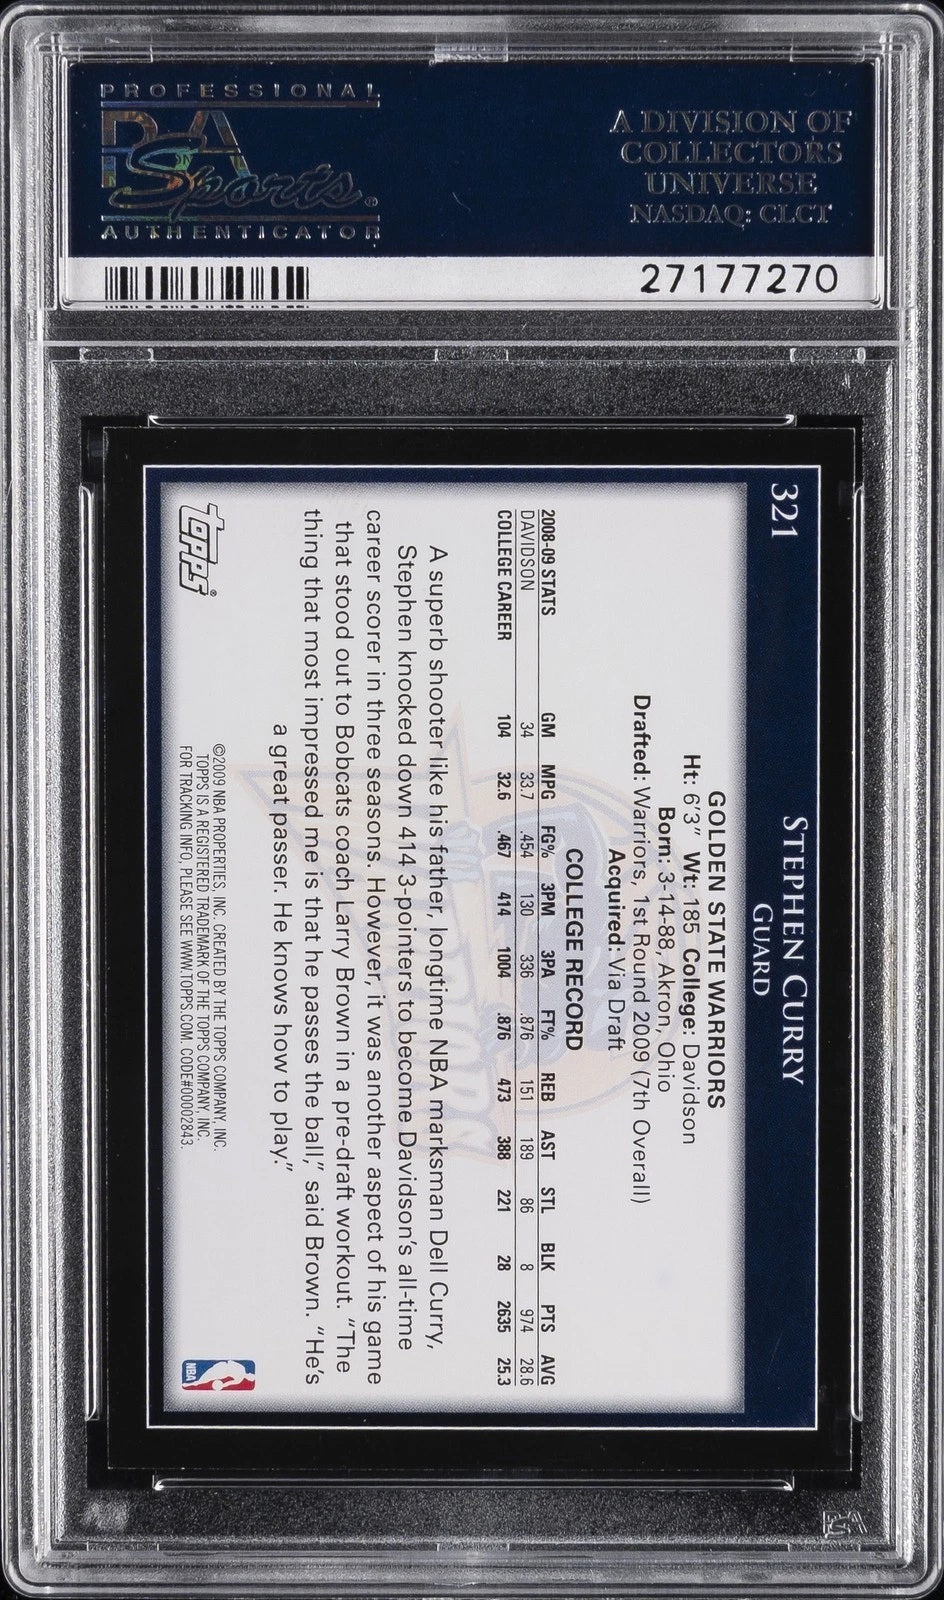 PROFESSIONAL
PSA
Sports®
AUTHENTICATOR
A DIVISION OF
COLLECTORS
UNIVERSE
NASDAQ: CLCT
27177270
321
STEPHEN CURRY
GUARD
GOLDEN STATE WARRIORS
Ht: 6'3" Wt: 185 College: Davidson
Born: 3-14-88, Akron, Ohio
Drafted: Warriors, 1st Round 2009 (7th Overall)
Acquired: Via Draft
COLLEGE RECORD
2008-09 STATS GM MPG FG% 3PM 3PA FT% REB AST STL BLK PTS AVG
DAVIDSON 34 33.7 .454 130 336 .876 151 189 86 8 974 28.6
COLLEGE CAREER 104 32.6 .467 414 1004 .876 473 388 221 28 2635 25.3
A superb shooter like his father, longtime NBA marksman Dell Curry,
Stephen knocked down 414 3-pointers to become Davidson's all-time
career scorer in three seasons. However, it was another aspect of his game
that stood out to Bobcats coach Larry Brown in a pre-draft workout. "The
thing that most impressed me is that he passes the ball," said Brown. "He's
a great passer. He knows how to play."
topps®
©2009 NBA PROPERTIES, INC. CREATED BY THE TOPPS COMPANY, INC.
TOPPS IS A REGISTERED TRADEMARK OF THE TOPPS COMPANY, INC.
FOR TRACKING INFO, PLEASE SEE WWW.TOPPS.COM. CODE#00002843.
NBA
WARRIORS
PSA